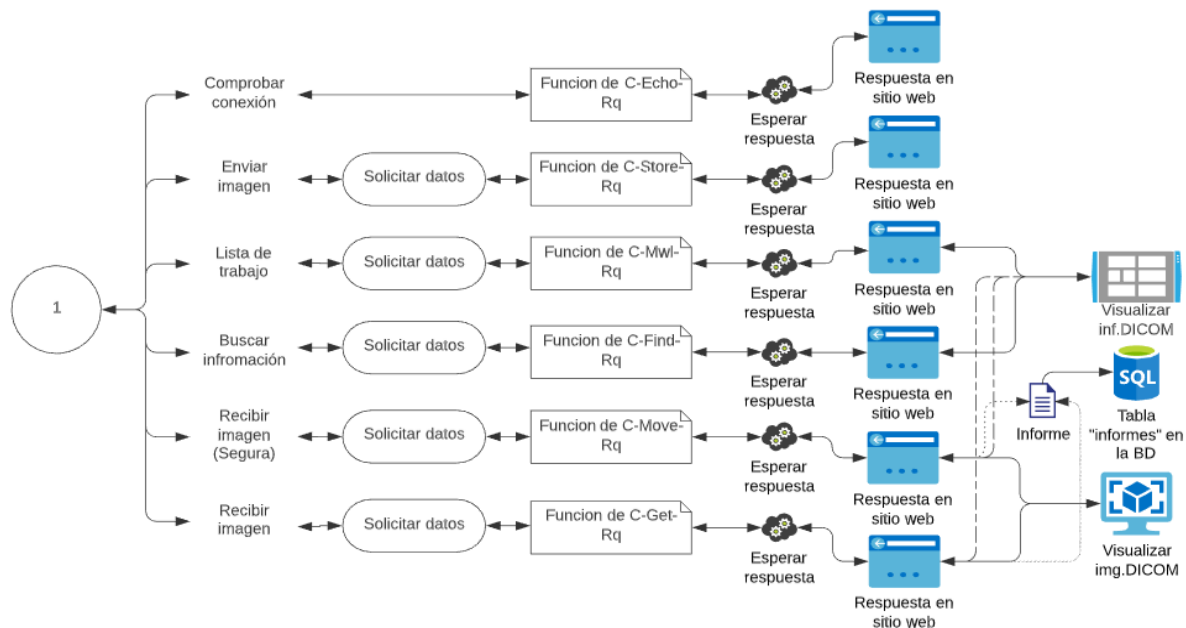 Respuesta en
sitio web
Comprobar
conexión
Funcion de C-Echo-
Rq
Esperar
respuesta
Enviar
imagen
Solicitar datos
Funcion de C-Store-
Rq
Esperar
respuesta
Respuesta en
sitio web
Lista de
trabajo
Solicitar datos
Funcion de C-Mwl-
Rq
Esperar
respuesta
Respuesta en
sitio web
1
Visualizar
inf.DICOM
Buscar
infromación
Solicitar datos
Funcion de C-Find-
Rq
Esperar
respuesta
Respuesta en
sitio web
SQL
Tabla
"informes" en
la BD
Informe
Recibir
imagen
(Segura)
Solicitar datos
Funcion de C-Move-
Rq
Esperar
respuesta
Respuesta en
sitio web
Visualizar
img.DICOM
Recibir
imagen
Solicitar datos
Funcion de C-Get-
Rq
Esperar
respuesta
Respuesta en
sitio web